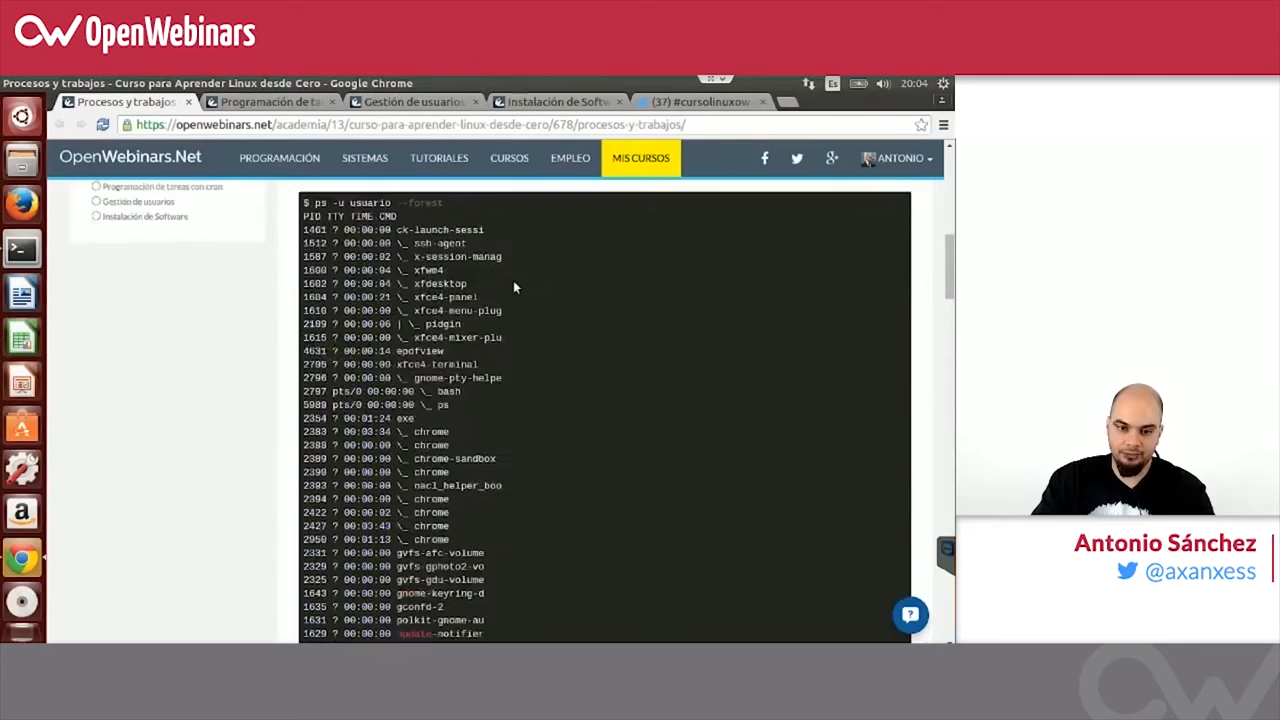 OpenWebinars
Procesos y trabajos - Curso para Aprender Linux desde Cero - Google Chrome
Es
20:04
Procesos y trabajos ×
Programación de ta ×
Gestión de usuarios ×
Instalación de Softw ×
(37) #cursolinuxow ×
https://openwebinars.net/academia/13/curso-para-aprender-linux-desde-cero/678/procesos-y-trabajos/
OpenWebinars.Net
PROGRAMACIÓN
SISTEMAS
TUTORIALES
CURSOS
EMPLEO
MIS CURSOS
ANTONIO
Programación de tareas con cron
Gestión de usuarios
Instalación de Software
$ ps -u usuario --forest
PID TTY TIME CMD
1461 ? 00:00:00 ck-launch-sessi
1512 ? 00:00:00 \_ ssh-agent
1587 ? 00:00:02 \_ x-session-manag
1600 ? 00:00:04 \_ xfwm4
1602 ? 00:00:04 \_ xfdesktop
1604 ? 00:00:21 \_ xfce4-panel
1610 ? 00:00:00 \_ xfce4-menu-plug
2109 ? 00:00:06 | \_ pidgin
1615 ? 00:00:00 \_ xfce4-mixer-plu
4631 ? 00:00:14 epdfview
2795 ? 00:00:00 xfce4-terminal
2796 ? 00:00:00 \_ gnome-pty-helpe
2797 pts/0 00:00:00 \_ bash
5989 pts/0 00:00:00 \_ ps
2354 ? 00:01:24 exe
2383 ? 00:03:34 \_ chrome
2388 ? 00:00:00 \_ chrome
2389 ? 00:00:00 \_ chrome-sandbox
2390 ? 00:00:00 \_ chrome
2393 ? 00:00:00 \_ nacl_helper_boo
2394 ? 00:00:00 \_ chrome
2422 ? 00:00:02 \_ chrome
2427 ? 00:03:43 \_ chrome
2950 ? 00:01:13 \_ chrome
2331 ? 00:00:00 gvfs-afc-volume
2329 ? 00:00:00 gvfs-gphoto2-vo
2325 ? 00:00:00 gvfs-gdu-volume
1643 ? 00:00:00 gnome-keyring-d
1635 ? 00:00:00 gconfd-2
1631 ? 00:00:00 polkit-gnome-au
1629 ? 00:00:00 update-notifier
Antonio Sánchez
@axanxess